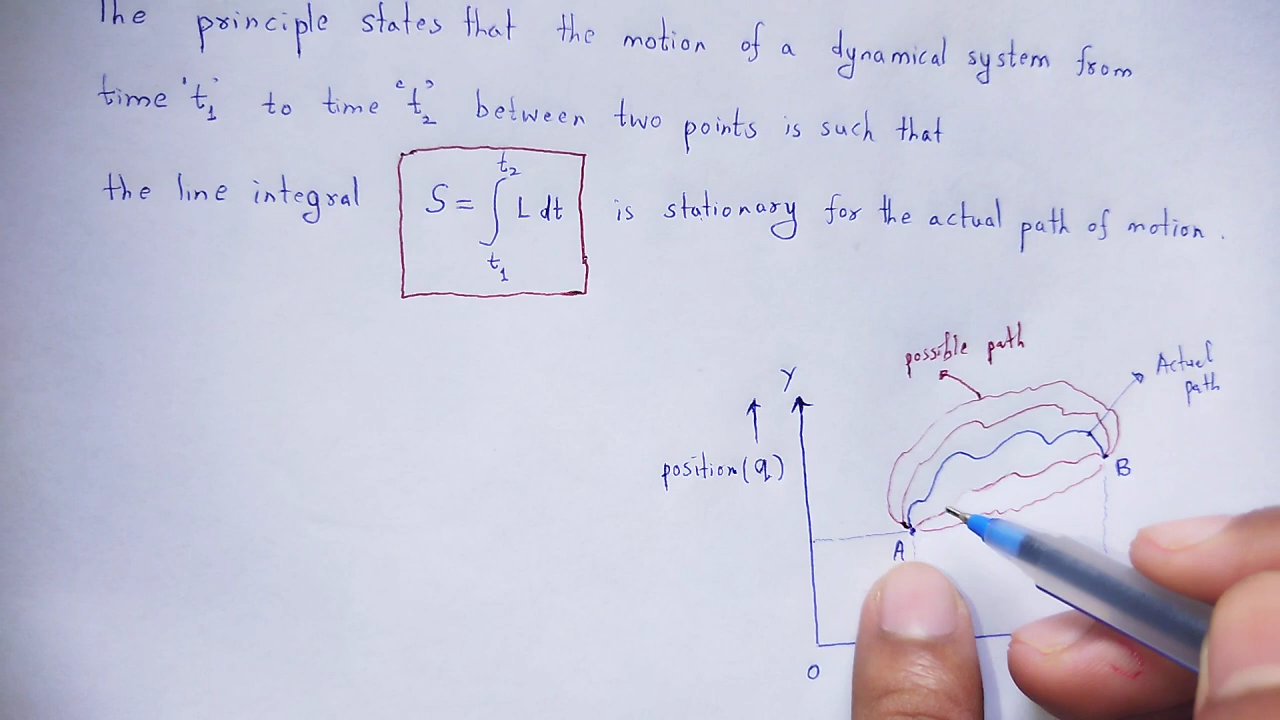 The principle states that the motion of a dynamical system from
time 't₁' to time 't₂' between two points is such that
the line integral S = ∫ₜ₁ᵗ² L dt is stationary for the actual path of motion.
possible path
Actual
path
Y
position (q)
B
A
O